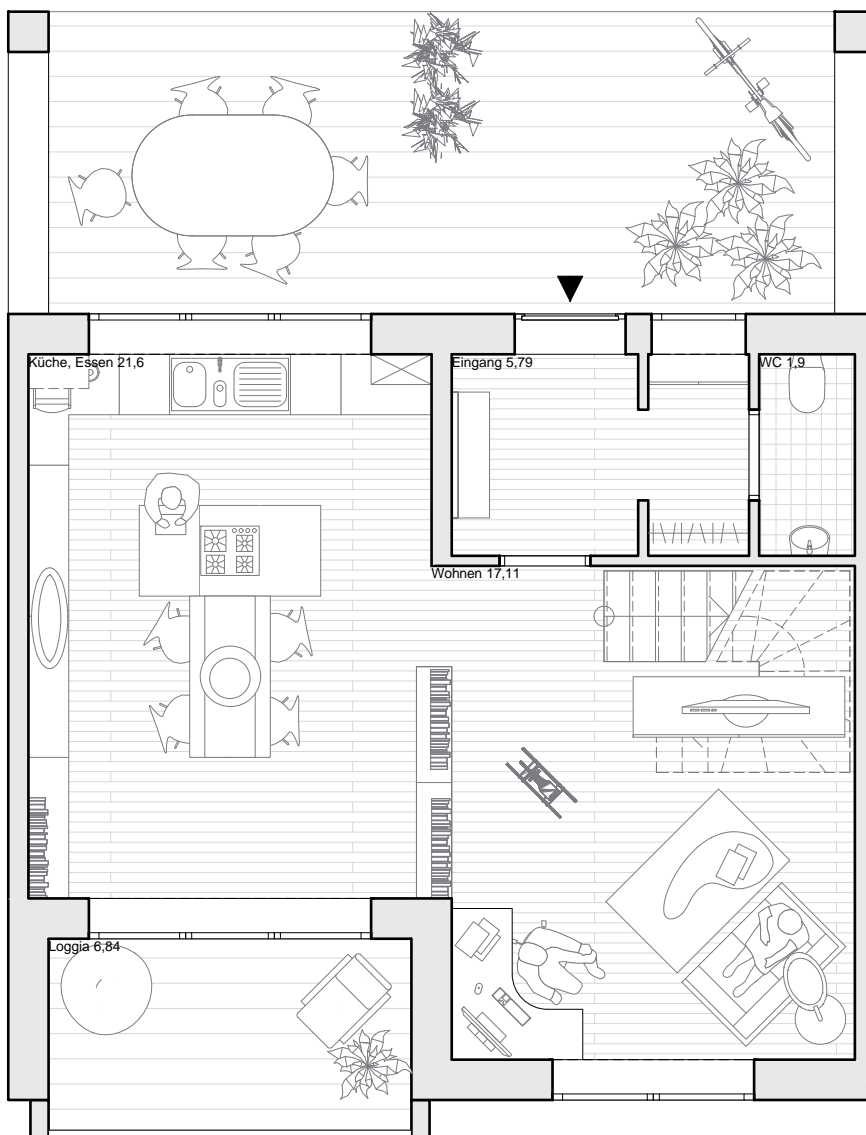 Küche, Essen 21,6
Eingang 5,79
WC 1,9
Wohnen 17,11
Loggia 6,84